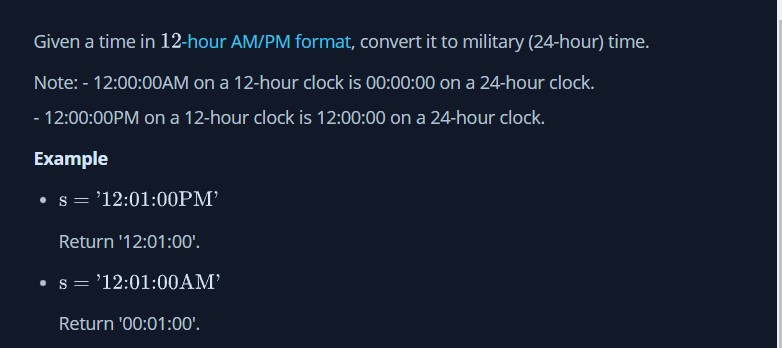 Given a time in 12-hour AM/PM format, convert it to military (24-hour) time.
Note: - 12:00:00AM on a 12-hour clock is 00:00:00 on a 24-hour clock.
- 12:00:00PM on a 12-hour clock is 12:00:00 on a 24-hour clock.
Example
• s = ’12:01:00PM’
Return '12:01:00'.
• s = ’12:01:00AM’
Return '00:01:00'.